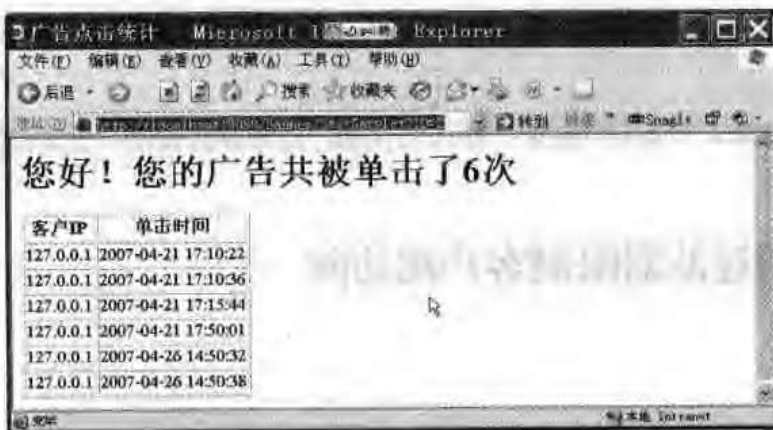 广告点击统计 Microsoft Explorer
文件(F) 编辑(E) 查看(V) 收藏(A) 工具(T) 帮助(H)
后退 搜索 收藏夹
转到 SnagIt
您好！您的广告共被单击了6次
客户IP 单击时间
127.0.0.1 2007-04-21 17:10:22
127.0.0.1 2007-04-21 17:10:36
127.0.0.1 2007-04-21 17:15:44
127.0.0.1 2007-04-21 17:50:01
127.0.0.1 2007-04-26 14:50:32
127.0.0.1 2007-04-26 14:50:38
完毕 本地 Intranet